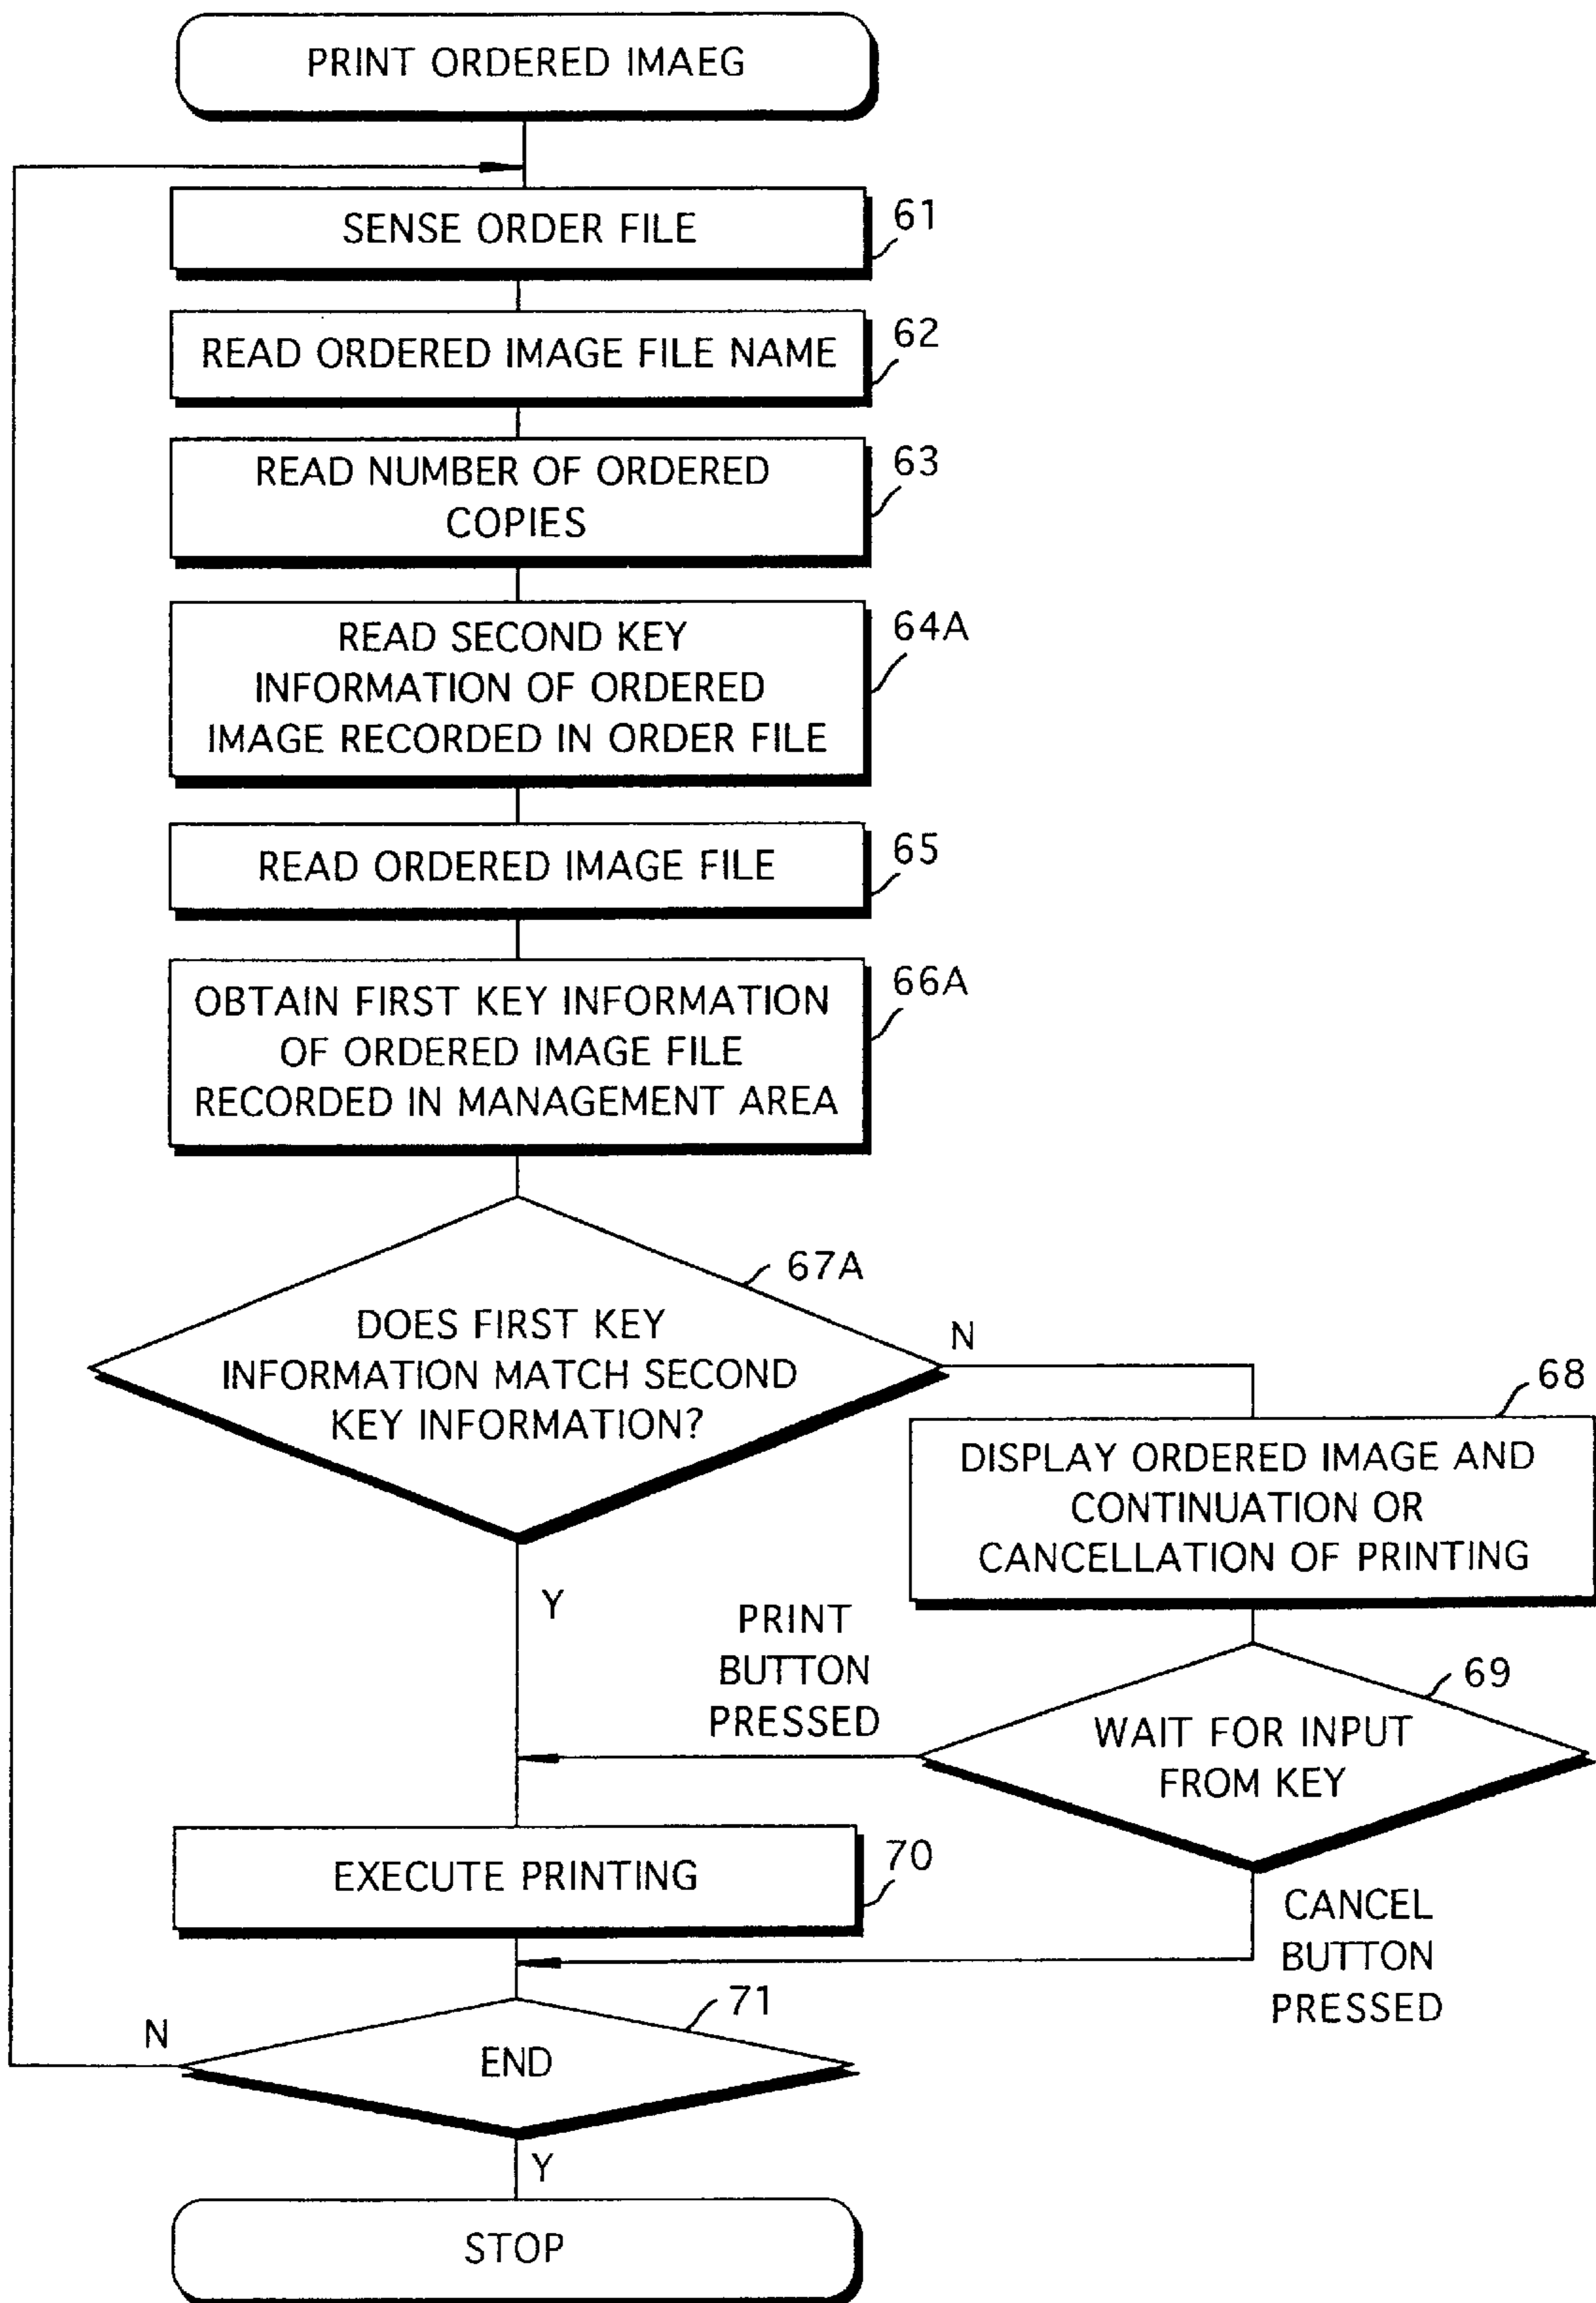 PRINT ORDERED IMAEG
SENSE ORDER FILE
61
READ ORDERED IMAGE FILE NAME
62
READ NUMBER OF ORDERED
COPIES
63
READ SECOND KEY
INFORMATION OF ORDERED
IMAGE RECORDED IN ORDER FILE
64A
READ ORDERED IMAGE FILE
65
OBTAIN FIRST KEY INFORMATION
OF ORDERED IMAGE FILE
RECORDED IN MANAGEMENT AREA
66A
67A
DOES FIRST KEY
INFORMATION MATCH SECOND
KEY INFORMATION?
N
68
DISPLAY ORDERED IMAGE AND
CONTINUATION OR
CANCELLATION OF PRINTING
Y
PRINT
BUTTON
PRESSED
69
WAIT FOR INPUT
FROM KEY
EXECUTE PRINTING
70
CANCEL
BUTTON
PRESSED
71
N
END
Y
STOP